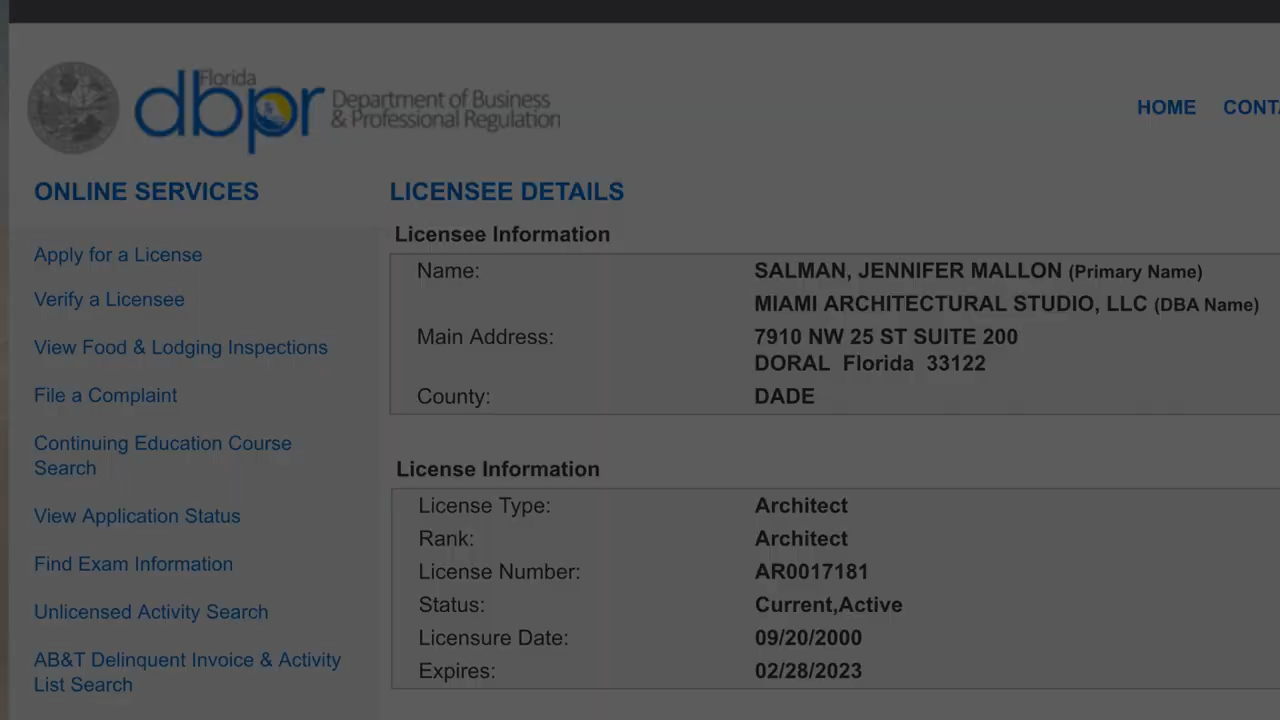 Florida
dbpr
Department of Business
& Professional Regulation
HOME CONTA
ONLINE SERVICES
Apply for a License
Verify a Licensee
View Food & Lodging Inspections
File a Complaint
Continuing Education Course
Search
View Application Status
Find Exam Information
Unlicensed Activity Search
AB&T Delinquent Invoice & Activity
List Search
LICENSEE DETAILS
Licensee Information
Name: SALMAN, JENNIFER MALLON (Primary Name)
MIAMI ARCHITECTURAL STUDIO, LLC (DBA Name)
Main Address: 7910 NW 25 ST SUITE 200
DORAL Florida 33122
County: DADE
License Information
License Type: Architect
Rank: Architect
License Number: AR0017181
Status: Current,Active
Licensure Date: 09/20/2000
Expires: 02/28/2023